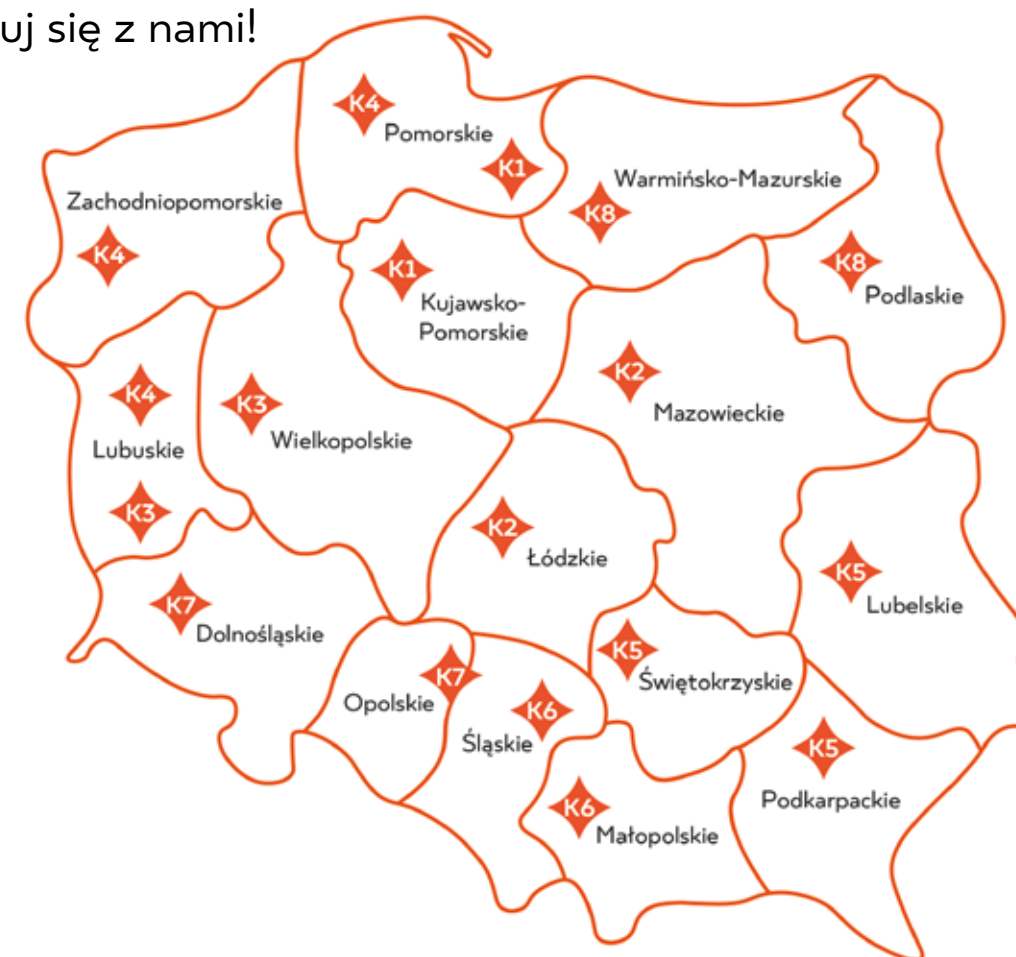 uj się z nami!
K4
Pomorskie
K1
Warmińsko-Mazurskie
K8
Zachodniopomorskie
K4
K1
Kujawsko-
Pomorskie
K8
Podlaskie
K4
Lubuskie
K3
K3
Wielkopolskie
K2
Mazowieckie
K2
Łódzkie
K5
Lubelskie
K7
Dolnośląskie
Opolskie
K7
K6
Śląskie
K5
Świętokrzyskie
K5
Podkarpackie
K6
Małopolskie